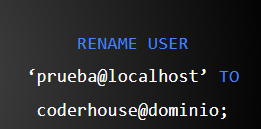 RENAME USER
‘prueba@localhost’ TO
coderhouse@dominio;